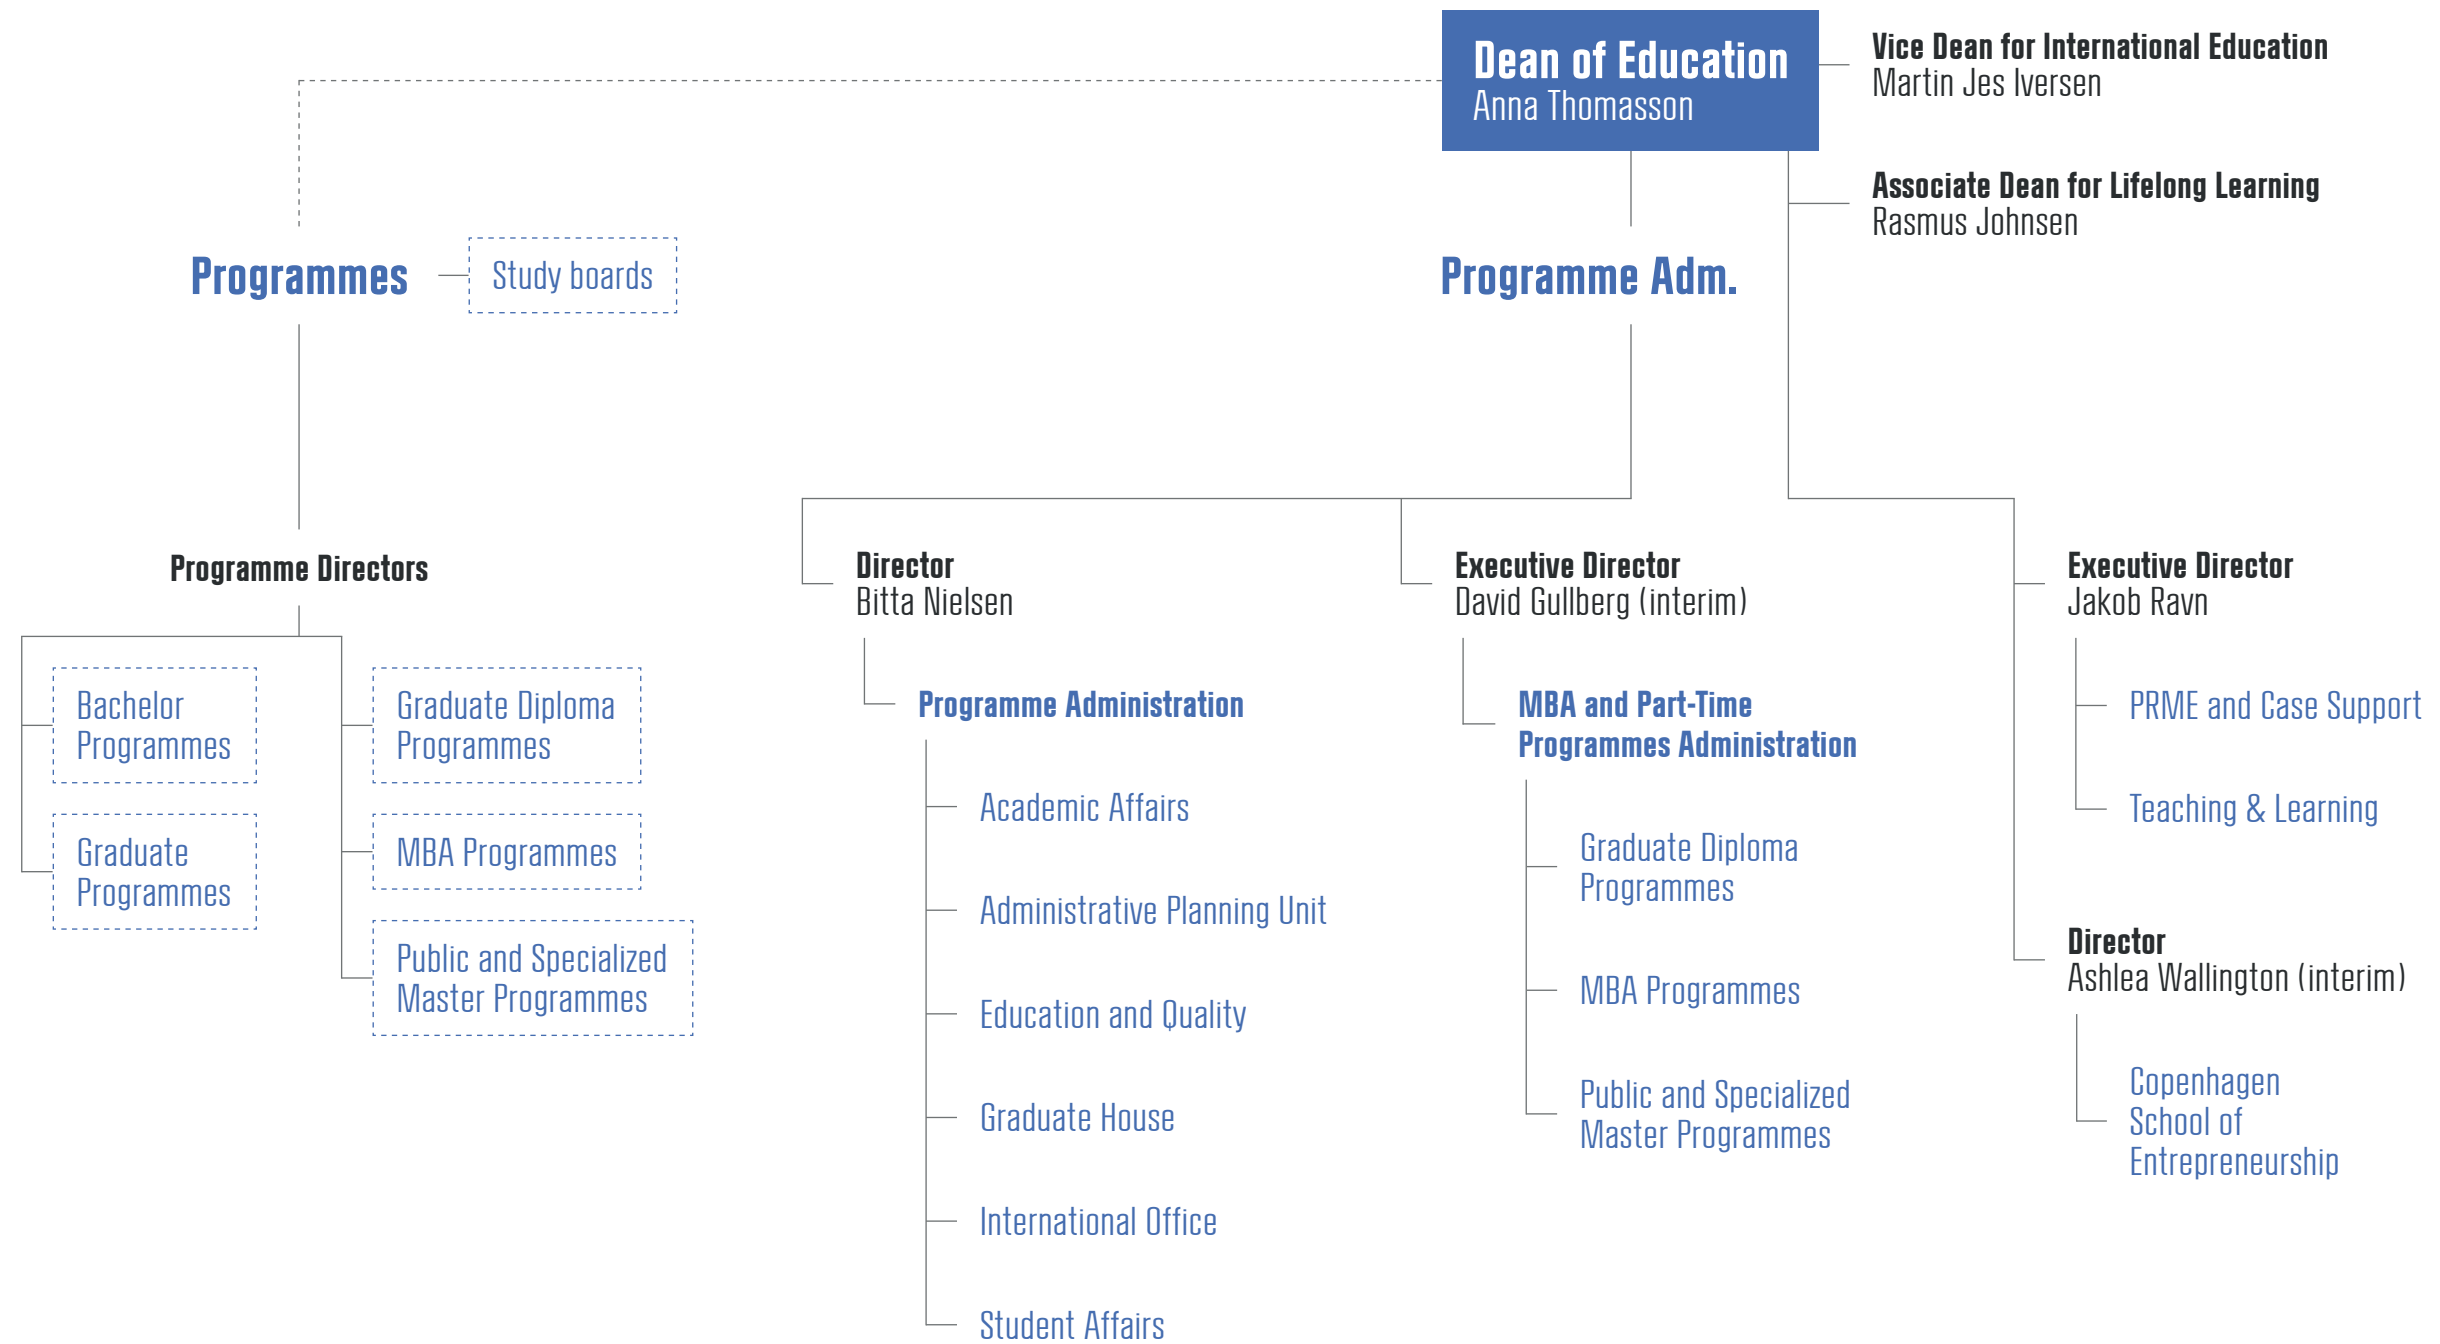 Dean of Education
Anna Thomasson
Vice Dean for International Education
Martin Jes Iversen
Associate Dean for Lifelong Learning
Rasmus Johnsen
Programmes
Study boards
Programme Adm.
Programme Directors
Bachelor
Programmes
Graduate
Programmes
Graduate Diploma
Programmes
MBA Programmes
Public and Specialized
Master Programmes
Director
Bitta Nielsen
Programme Administration
Academic Affairs
Administrative Planning Unit
Education and Quality
Graduate House
International Office
Student Affairs
Executive Director
David Gullberg (interim)
MBA and Part-Time
Programmes Administration
Graduate Diploma
Programmes
MBA Programmes
Public and Specialized
Master Programmes
Executive Director
Jakob Ravn
PRME and Case Support
Teaching & Learning
Director
Ashlea Wallington (interim)
Copenhagen
School of
Entrepreneurship